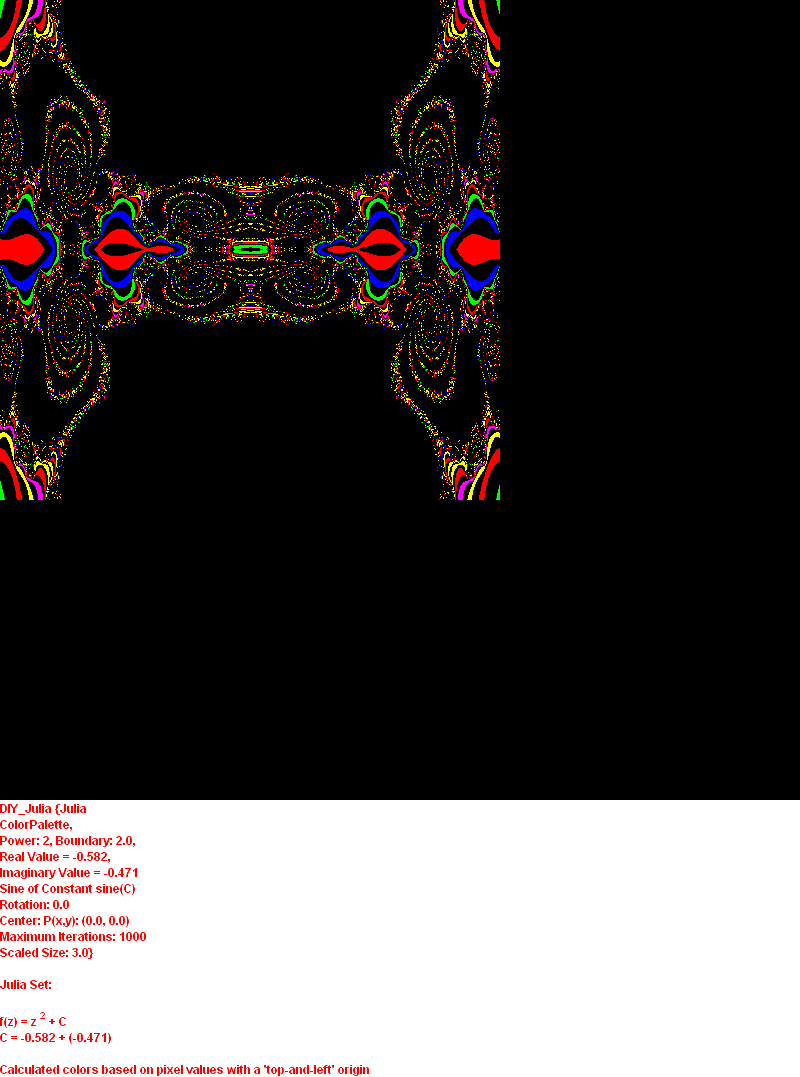 DIY_Julia {Julia
ColorPalette,
Power: 2, Boundary: 2.0,
Real Value = -0.582,
Imaginary Value = -0.471
Sine of Constant sine(C)
Rotation: 0.0
Center: P(x,y): (0.0, 0.0)
Maximum Iterations: 1000
Scaled Size: 3.0}
Julia Set:
f(z) = z 2 + C
C = -0.582 + (-0.471)
Calculated colors based on pixel values with a 'top-and-left' origin